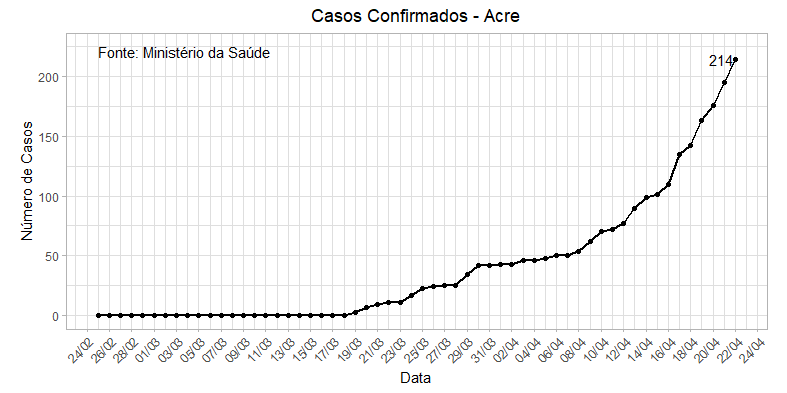 Casos Confirmados - Acre
Fonte: Ministério da Saúde
214
Número de Casos
200
150
100
50
0
24/02 26/02 28/02 01/03 03/03 05/03 07/03 09/03 11/03 13/03 15/03 17/03 19/03 21/03 23/03 25/03 27/03 29/03 31/03 02/04 04/04 06/04 08/04 10/04 12/04 14/04 16/04 18/04 20/04 22/04 24/04
Data